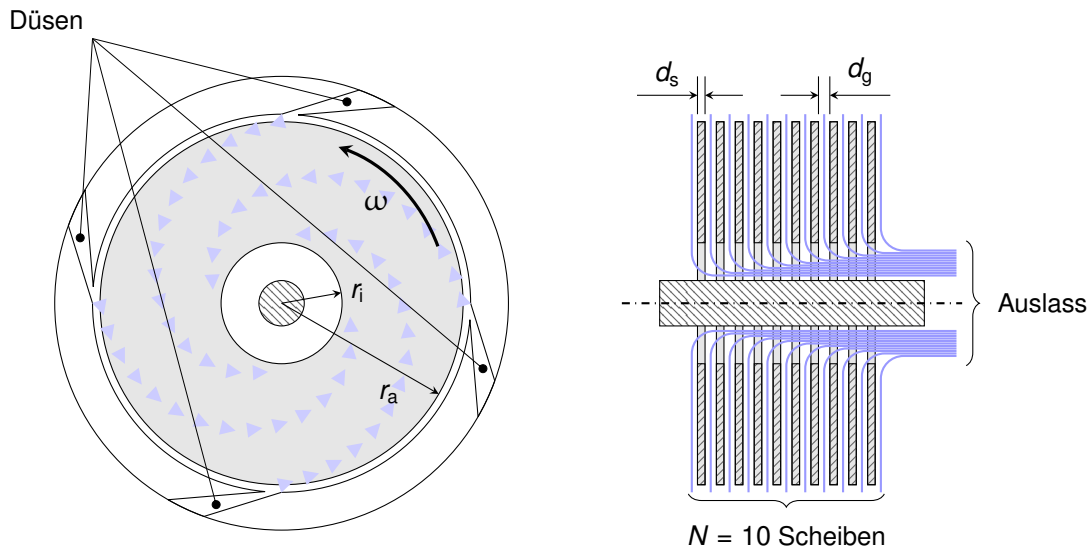 Düsen
ω
r_i
r_a
d_s
d_g
Auslass
N = 10 Scheiben